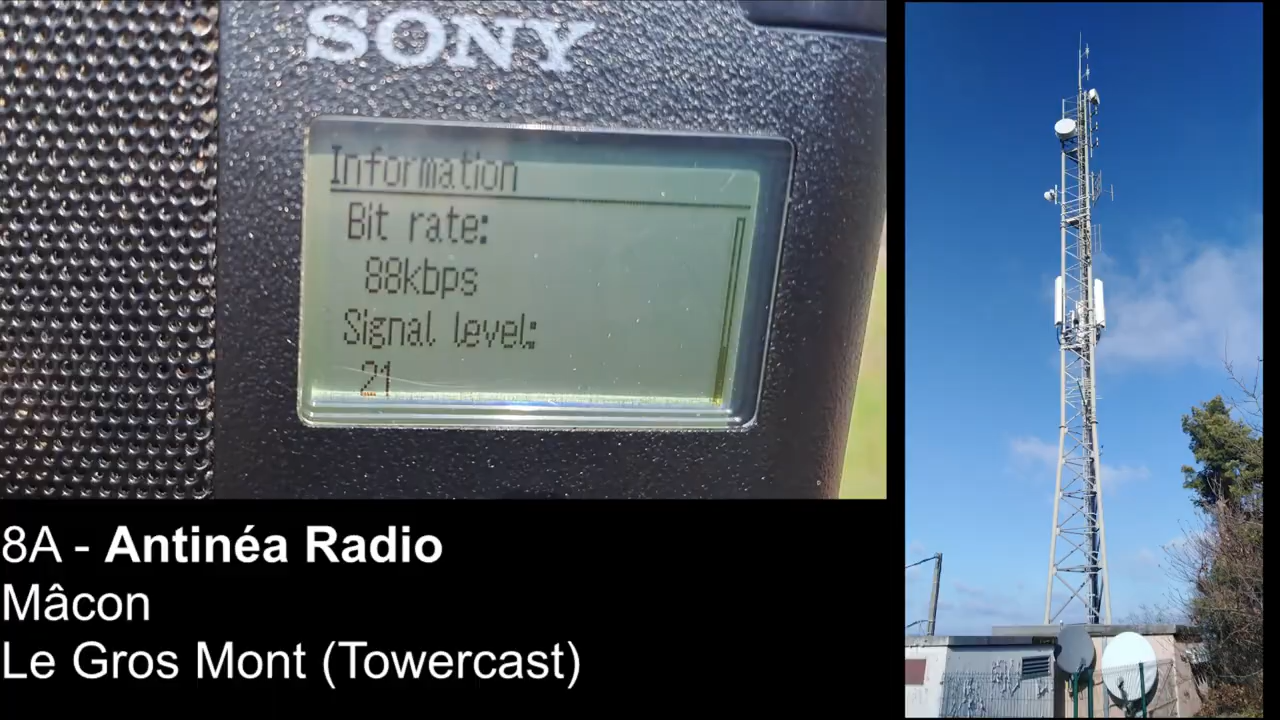 SONY
Information
Bit rate:
88kbps
Signal level:
21
8A - Antinéa Radio
Mâcon
Le Gros Mont (Towercast)